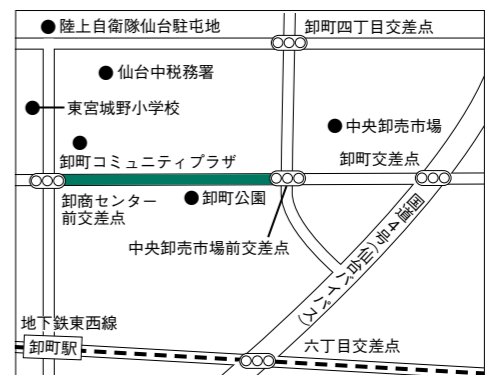 陸上自衛隊仙台駐屯地
卸町四丁目交差点
仙台中税務署
東宮城野小学校
中央卸売市場
卸町コミュニティプラザ
卸町交差点
卸商センター
前交差点
卸町公園
中央卸売市場前交差点
国道4号(仙台バイパス)
地下鉄東西線
卸町駅
六丁目交差点